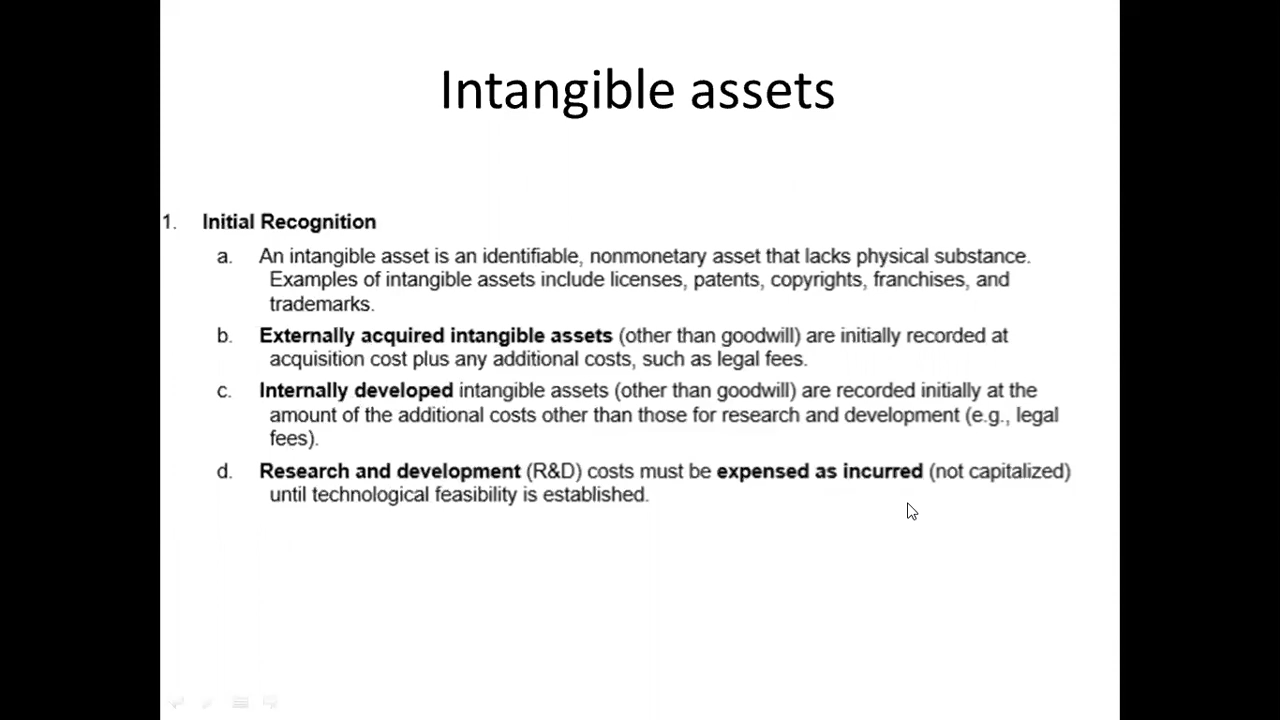 Intangible assets
1. Initial Recognition
a. An intangible asset is an identifiable, nonmonetary asset that lacks physical substance.
Examples of intangible assets include licenses, patents, copyrights, franchises, and
trademarks.
b. Externally acquired intangible assets (other than goodwill) are initially recorded at
acquisition cost plus any additional costs, such as legal fees.
c. Internally developed intangible assets (other than goodwill) are recorded initially at the
amount of the additional costs other than those for research and development (e.g., legal
fees).
d. Research and development (R&D) costs must be expensed as incurred (not capitalized)
until technological feasibility is established.